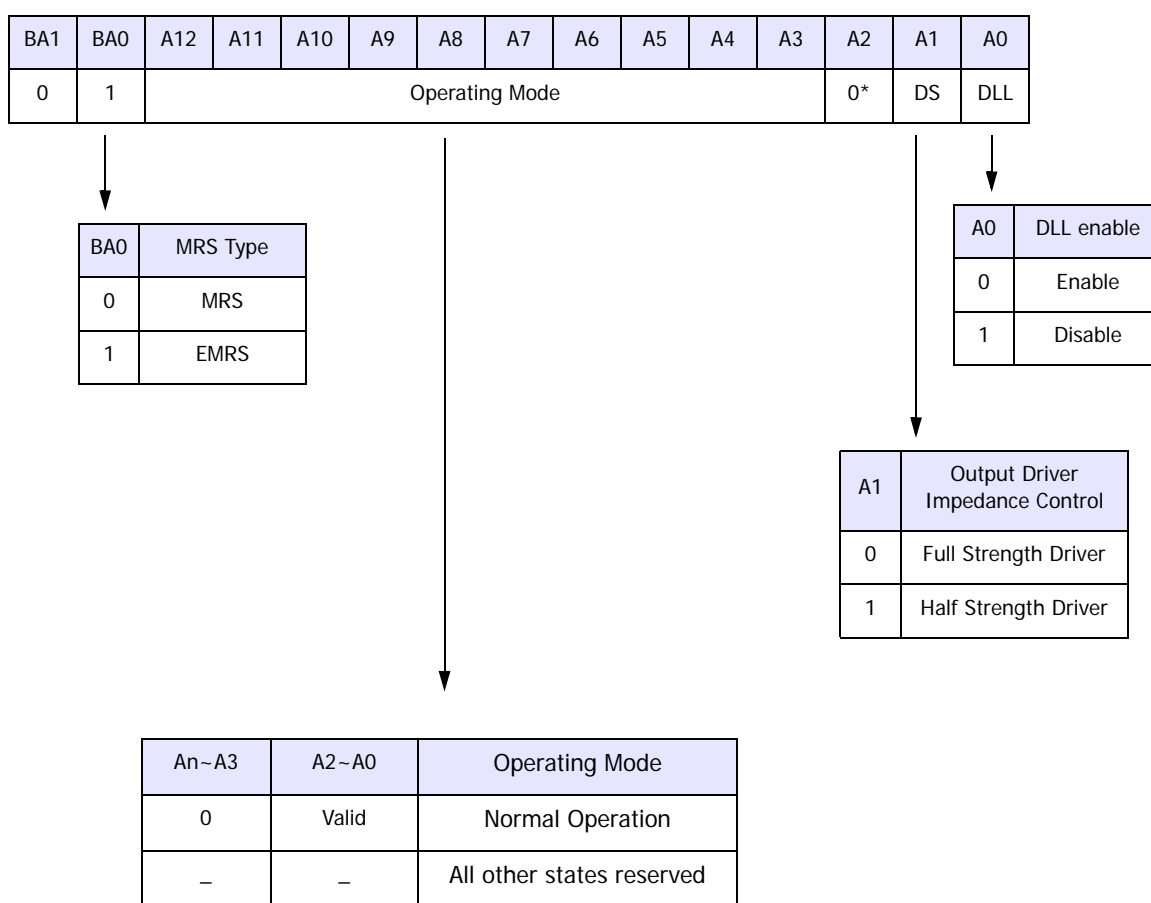 BA1 BA0 A12 A11 A10 A9 A8 A7 A6 A5 A4 A3 A2 A1 A0
0 1 Operating Mode 0* DS DLL
BA0 MRS Type
0 MRS
1 EMRS
A0 DLL enable
0 Enable
1 Disable
A1 Output Driver
Impedance Control
0 Full Strength Driver
1 Half Strength Driver
An~A3 A2~A0 Operating Mode
0 Valid Normal Operation
_ _ All other states reserved